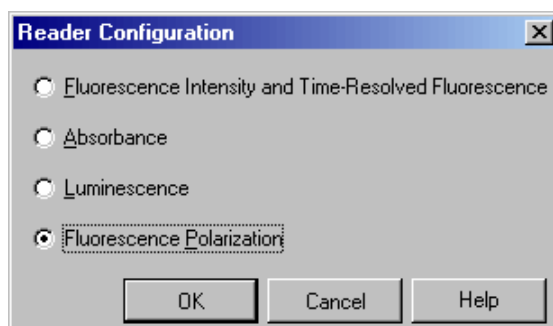 Reader Configuration
Fluorescence Intensity and Time-Resolved Fluorescence
Absorbance
Luminescence
Fluorescence Polarization
OK Cancel Help